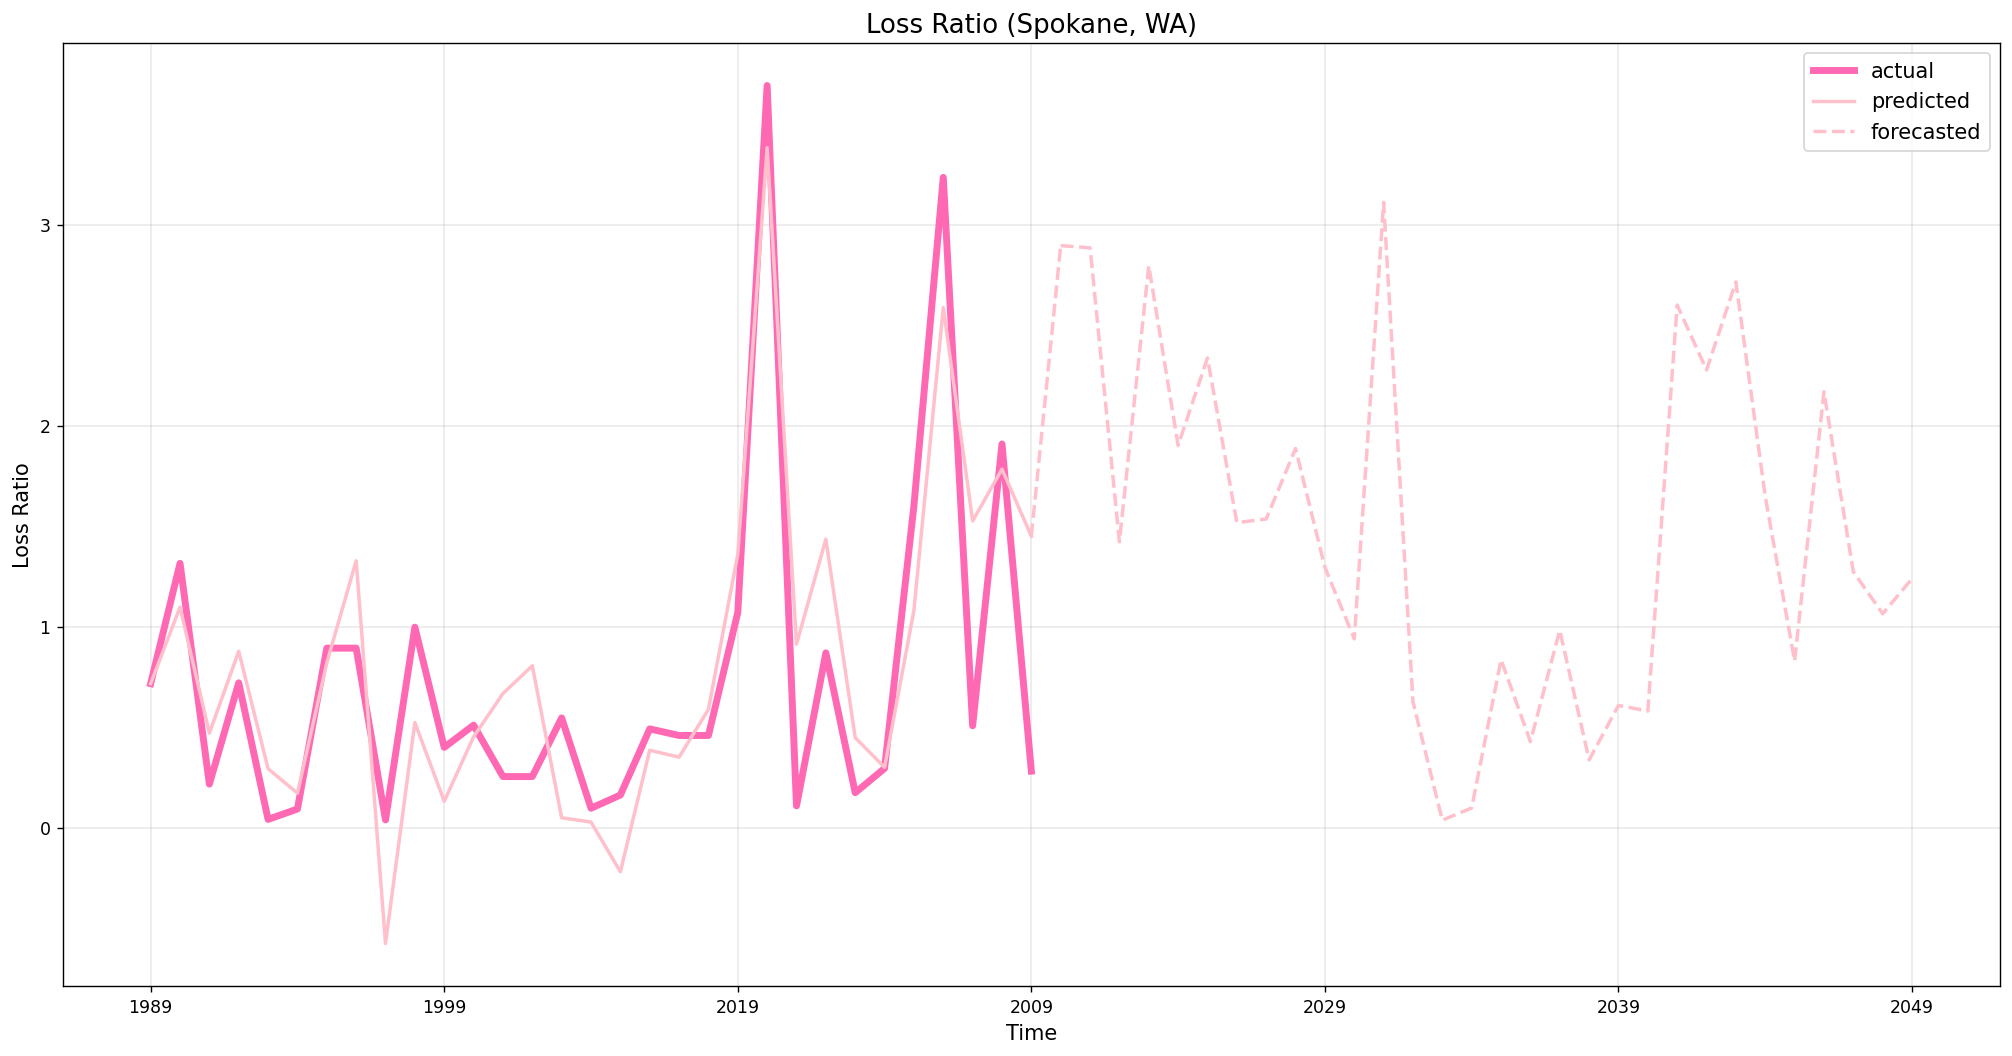 Loss Ratio (Spokane, WA)
actual
predicted
forecasted
Loss Ratio
3
2
1
0
1989 1999 2019 2009 2029 2039 2049
Time